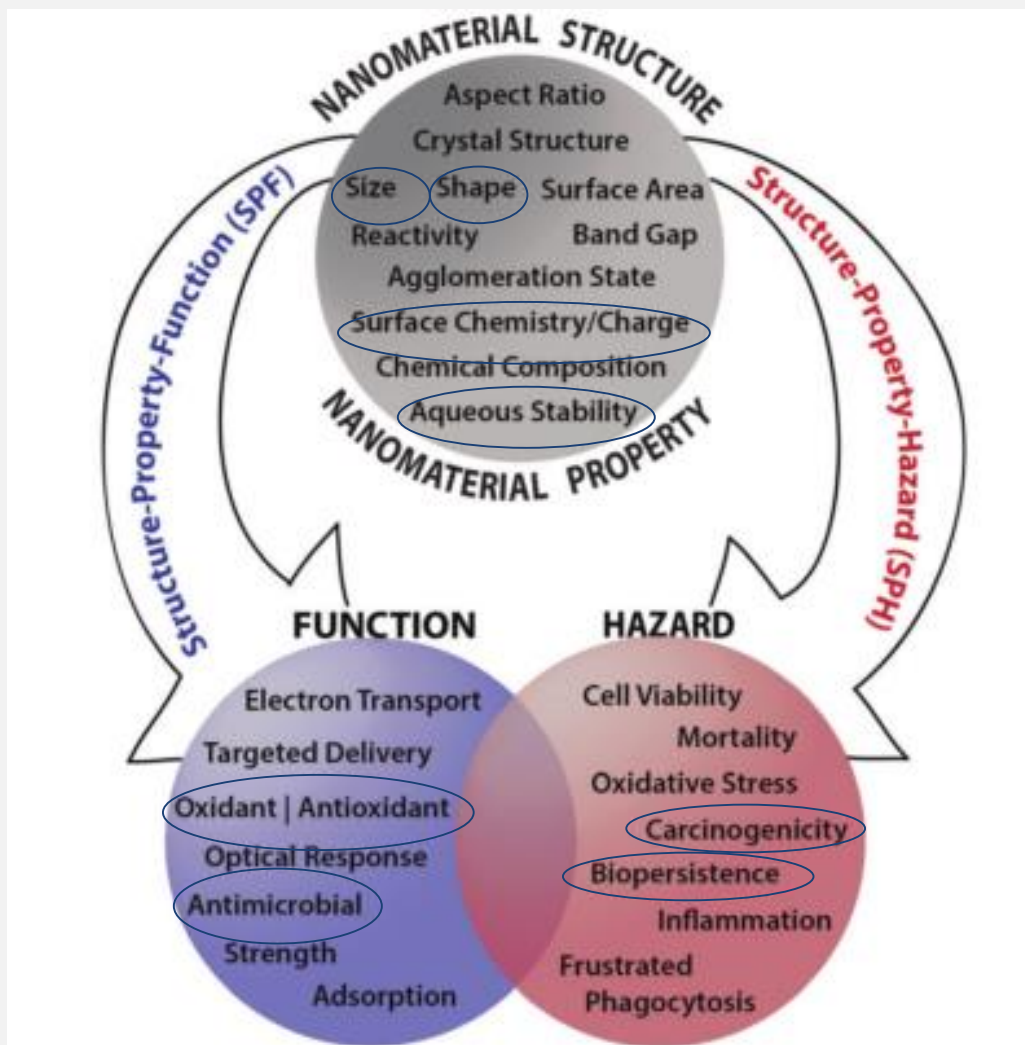 NANOMATERIAL STRUCTURE
Aspect Ratio
Crystal Structure
Size Shape Surface Area
Reactivity Band Gap
Agglomeration State
Surface Chemistry/Charge
Chemical Composition
Aqueous Stability
NANOMATERIAL PROPERTY
Structure-Property-Function (SPF)
Structure-Property-Hazard (SPH)
FUNCTION
Electron Transport
Targeted Delivery
Oxidant | Antioxidant
Optical Response
Antimicrobial
Strength
Adsorption
HAZARD
Cell Viability
Mortality
Oxidative Stress
Carcinogenicity
Biopersistence
Inflammation
Frustrated
Phagocytosis